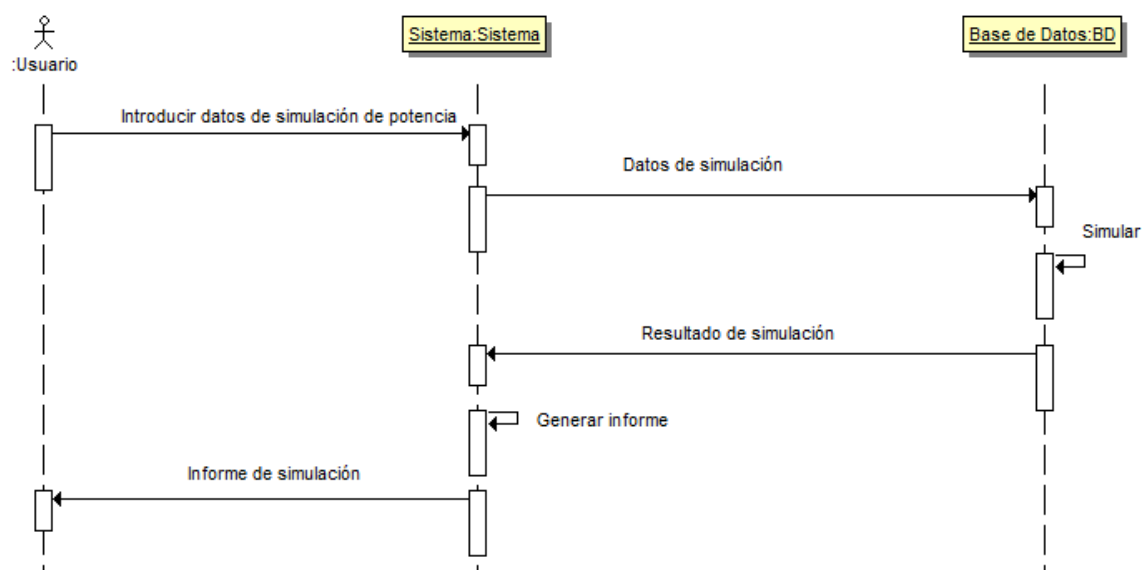 Sistema:Sistema
Base de Datos:BD
:Usuario
Introducir datos de simulación de potencia
Datos de simulación
Simular
Resultado de simulación
Generar informe
Informe de simulación